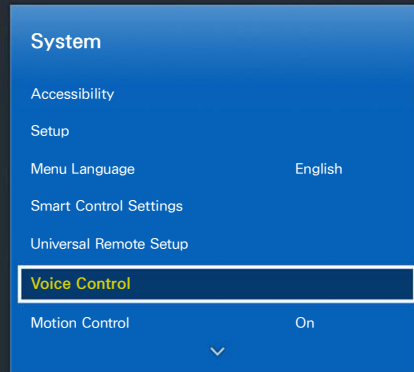 System
Accessibility
Setup
Menu Language English
Smart Control Settings
Universal Remote Setup
Voice Control
Motion Control On